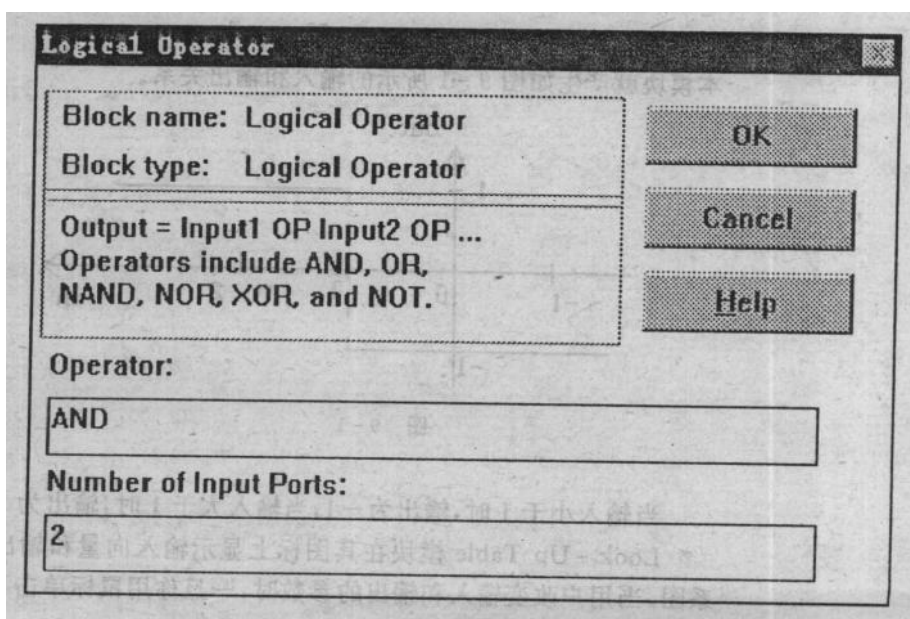 Logical Operator
Block name: Logical Operator
Block type: Logical Operator
Output = Input1 OP Input2 OP ...
Operators include AND, OR,
NAND, NOR, XOR, and NOT.
OK
Cancel
Help
Operator:
AND
Number of Input Ports:
2